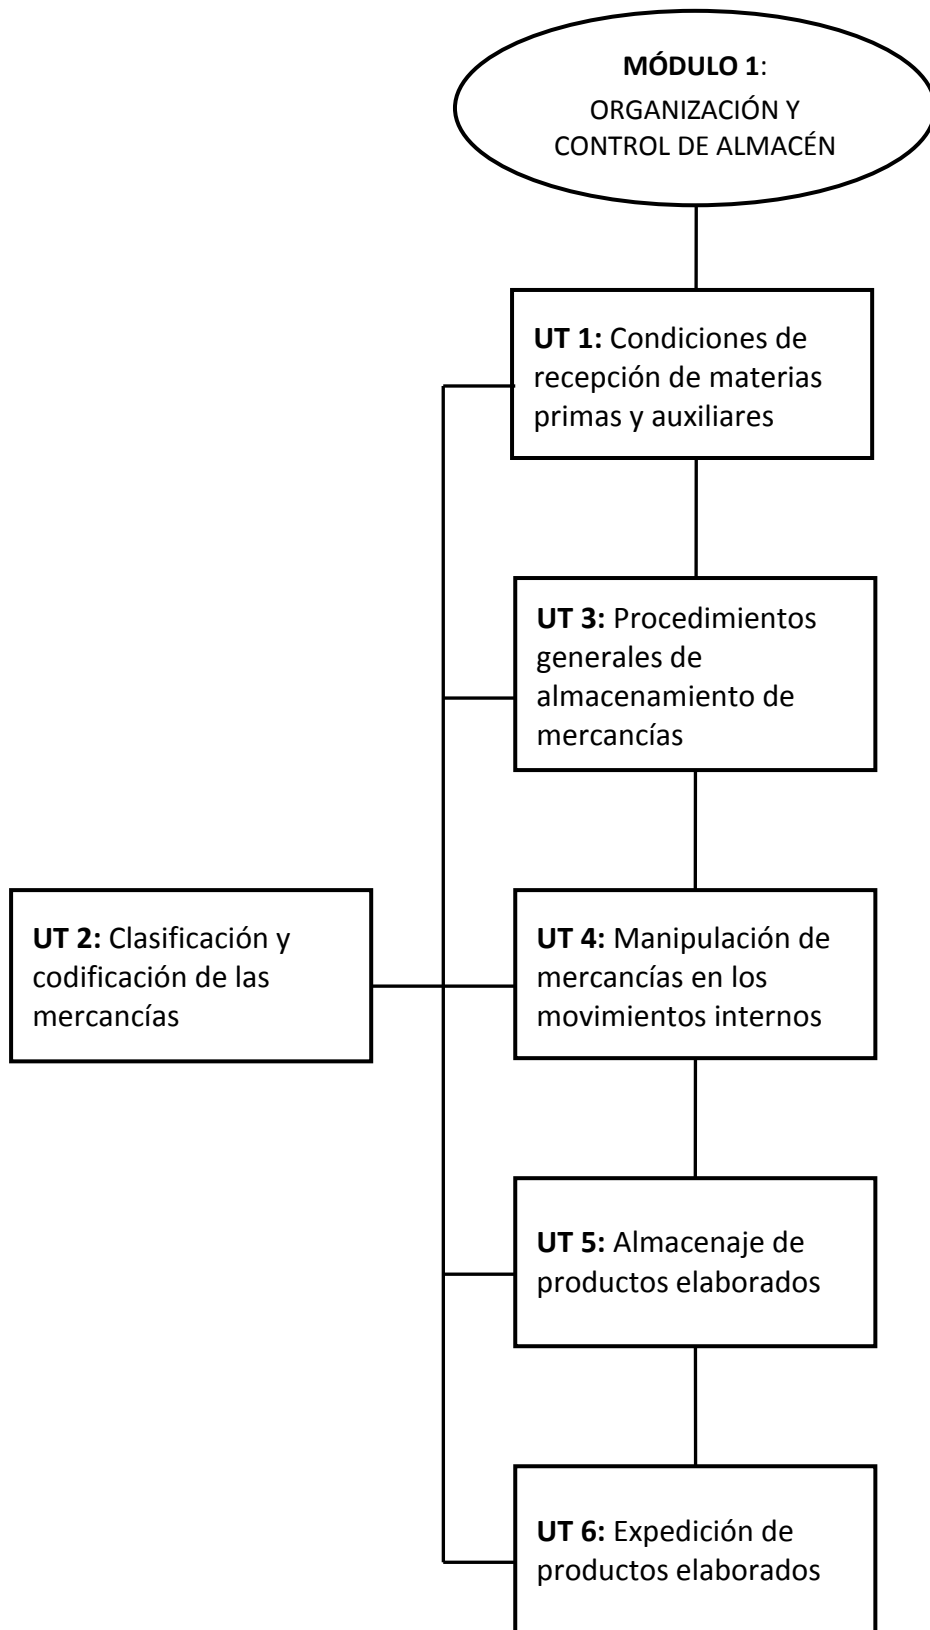 MÓDULO 1:
ORGANIZACIÓN Y
CONTROL DE ALMACÉN
UT 1: Condiciones de
recepción de materias
primas y auxiliares
UT 3: Procedimientos
generales de
almacenamiento de
mercancías
UT 2: Clasificación y
codificación de las
mercancías
UT 4: Manipulación de
mercancías en los
movimientos internos
UT 5: Almacenaje de
productos elaborados
UT 6: Expedición de
productos elaborados